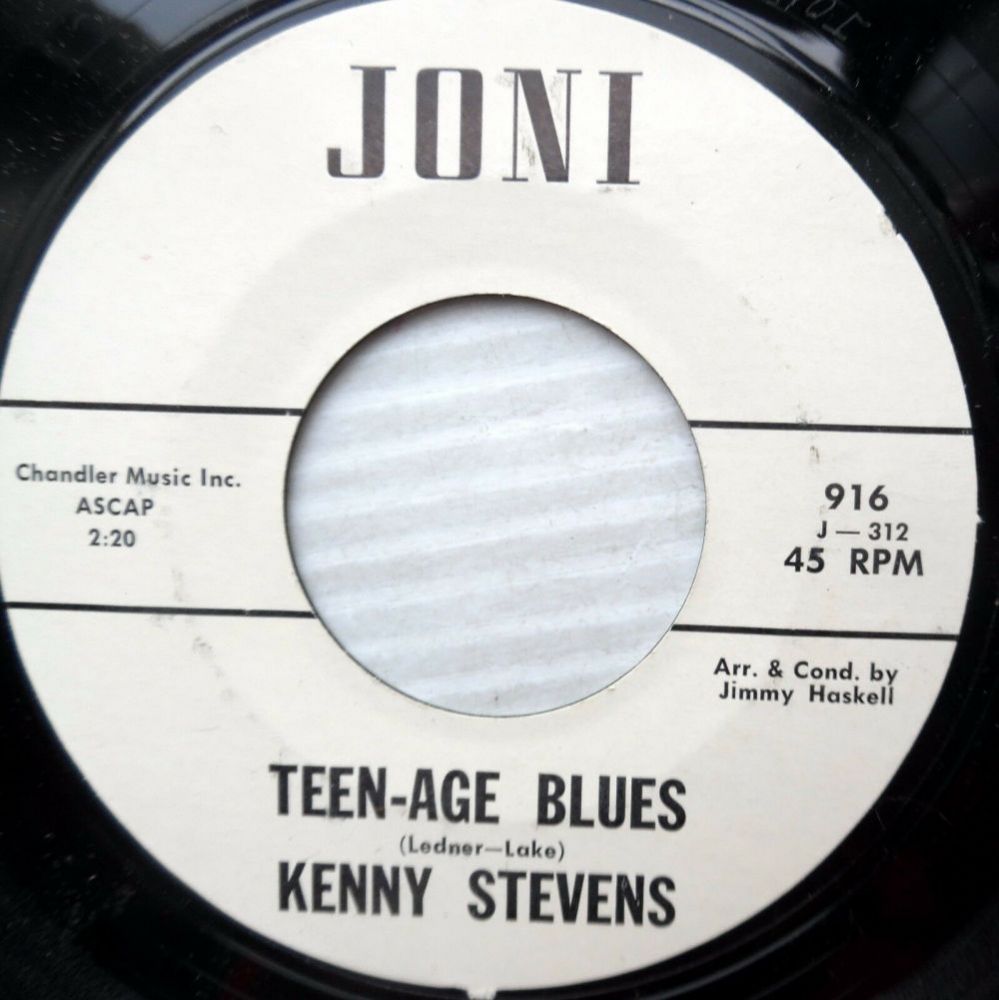 JONI
Chandler Music Inc.
ASCAP
2:20
916
J — 312
45 RPM
Arr. & Cond. by
Jimmy Haskell
TEEN-AGE BLUES
(Ledner—Lake)
KENNY STEVENS